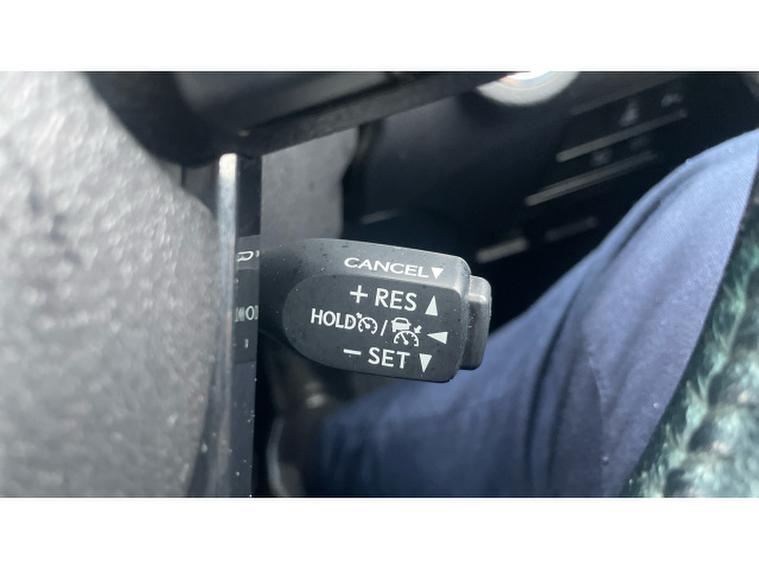 CANCEL▼
+ RES ▲
HOLD / ◀
− SET ▼